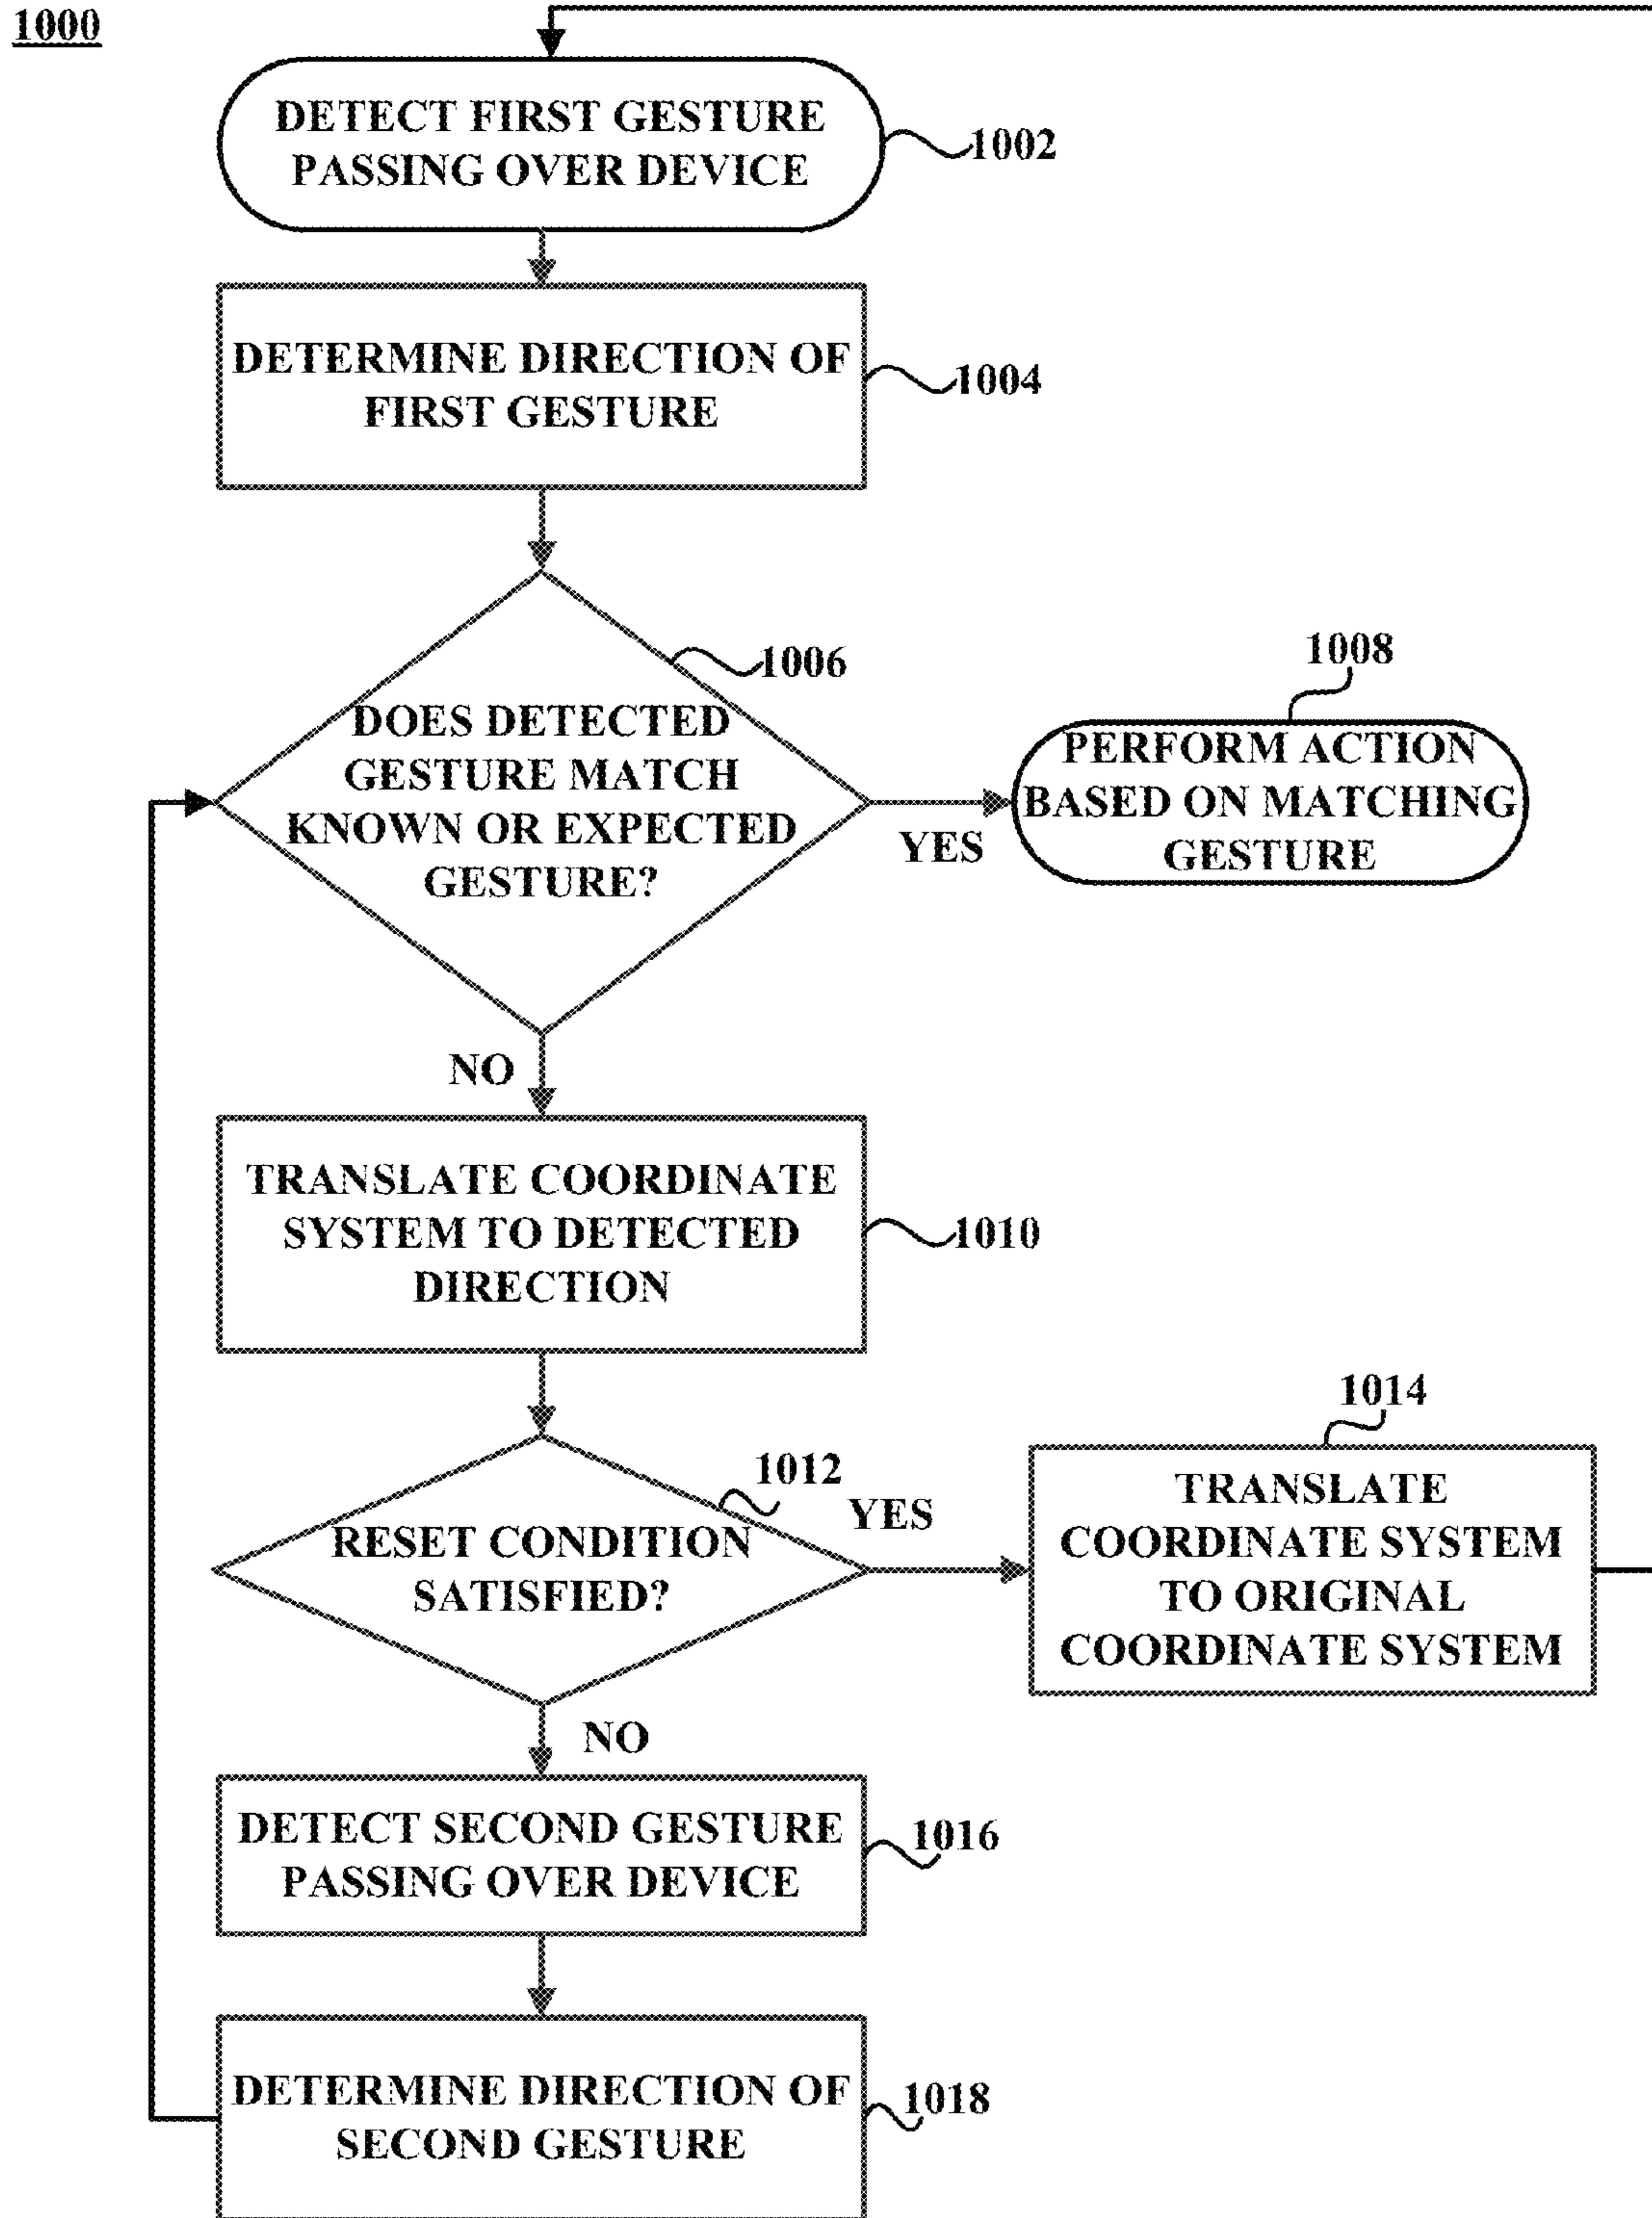 1000
DETECT FIRST GESTURE
PASSING OVER DEVICE
1002
DETERMINE DIRECTION OF
FIRST GESTURE
1004
1006
DOES DETECTED
GESTURE MATCH
KNOWN OR EXPECTED
GESTURE?
YES
1008
PERFORM ACTION
BASED ON MATCHING
GESTURE
NO
TRANSLATE COORDINATE
SYSTEM TO DETECTED
DIRECTION
1010
1012
RESET CONDITION
SATISFIED?
YES
1014
TRANSLATE
COORDINATE SYSTEM
TO ORIGINAL
COORDINATE SYSTEM
NO
DETECT SECOND GESTURE
PASSING OVER DEVICE
1016
DETERMINE DIRECTION OF
SECOND GESTURE
1018